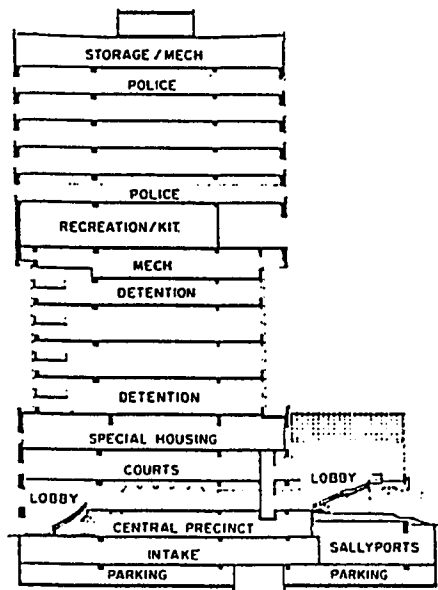 STORAGE/MECH
POLICE
POLICE
RECREATION/KIT.
MECH
DETENTION
DETENTION
SPECIAL HOUSING
COURTS
LOBBY
LOBBY
CENTRAL PRECINCT
INTAKE
SALLYPORTS
PARKING
PARKING